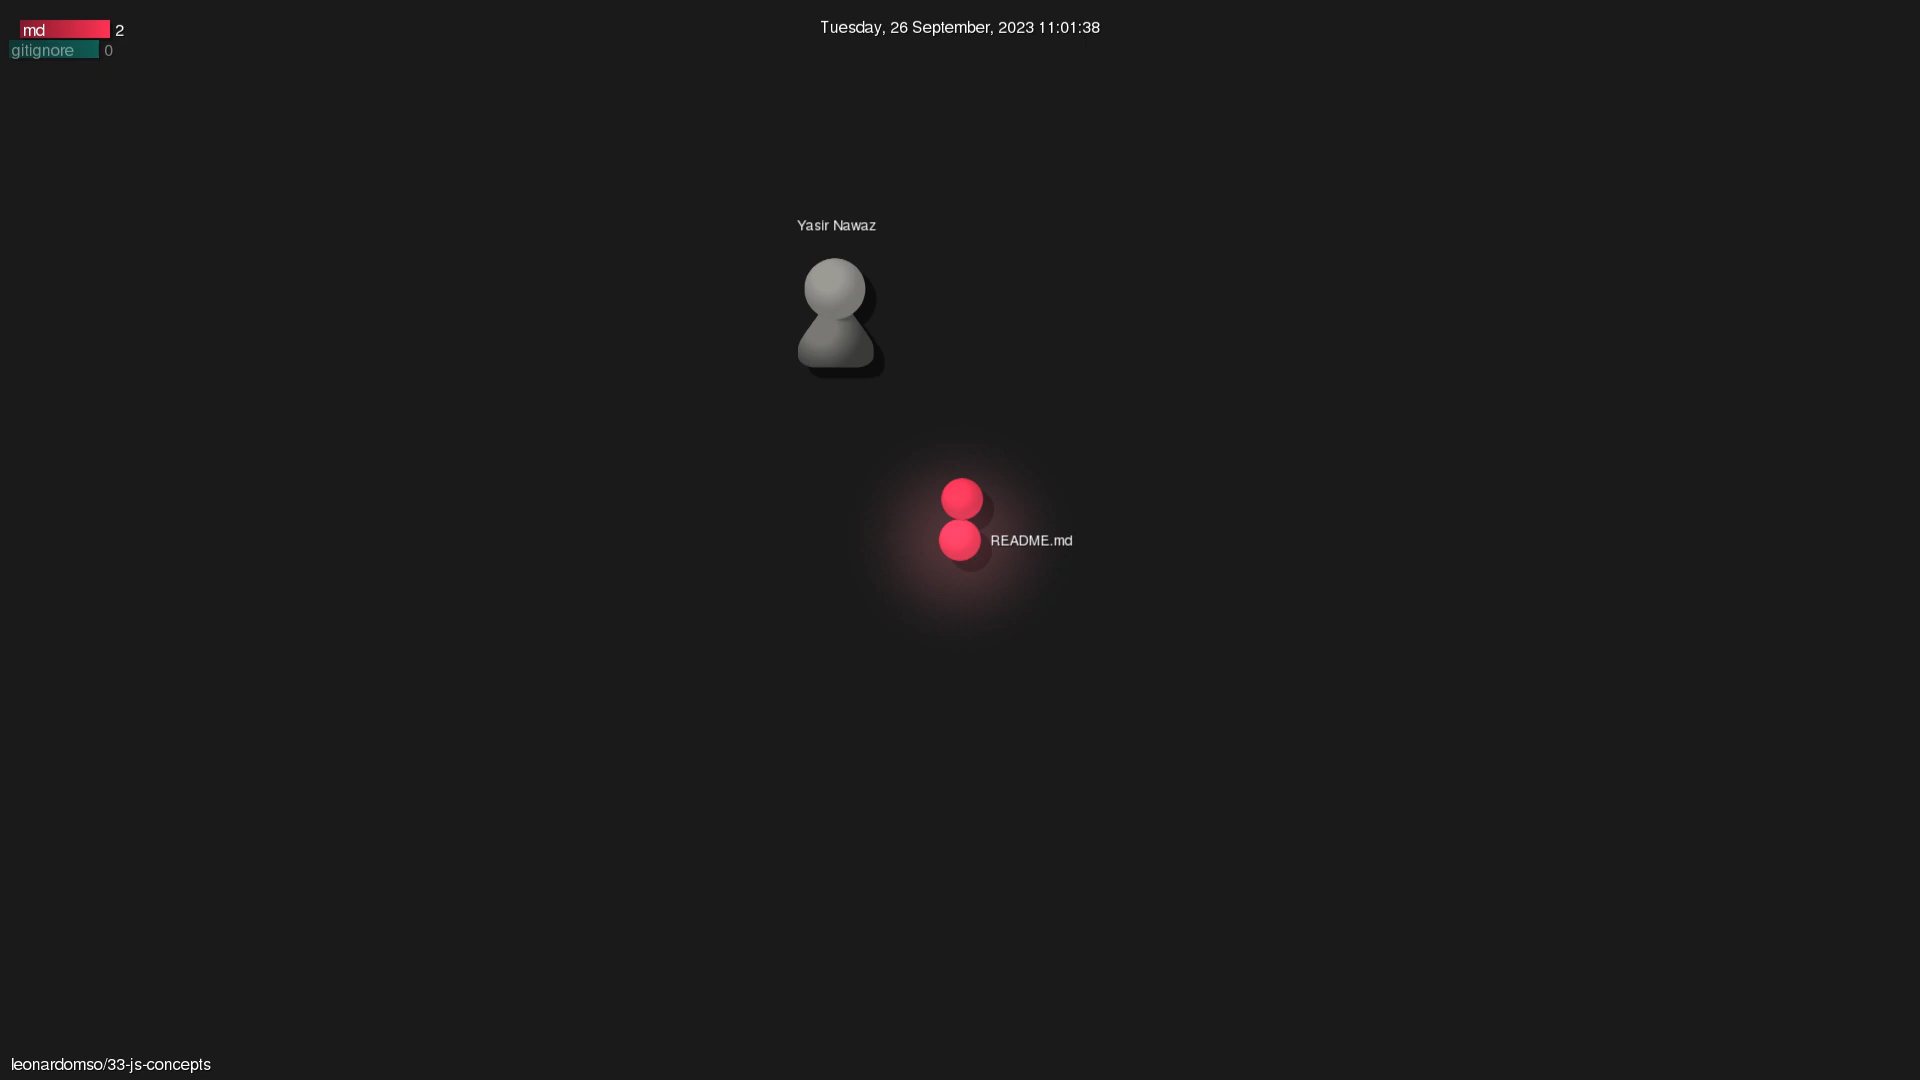 md 2
gitignore 0
Tuesday, 26 September, 2023 11:01:38
Yasir Nawaz
README.md
leonardomso/33-js-concepts